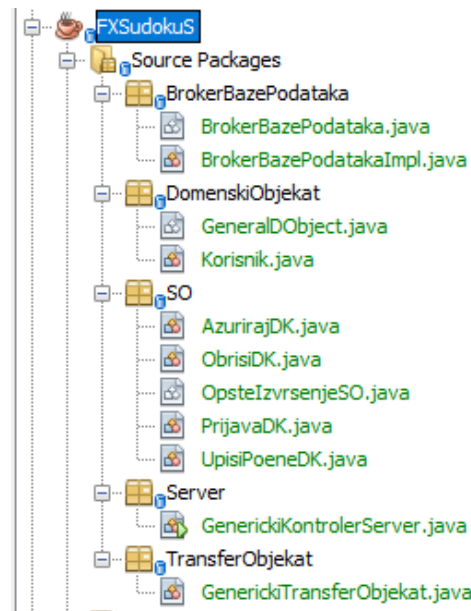 FXSudokuS
Source Packages
BrokerBazePodataka
BrokerBazePodataka.java
BrokerBazePodatakaImpl.java
DomenskiObjekat
GeneralDObject.java
Korisnik.java
SO
AzurirajDK.java
ObrisiDK.java
OpsteIzvrsenjeSO.java
PrijavaDK.java
UpisiPoeneDK.java
Server
GenerickiKontrolerServer.java
TransferObjekat
GenerickiTransferObjekat.java